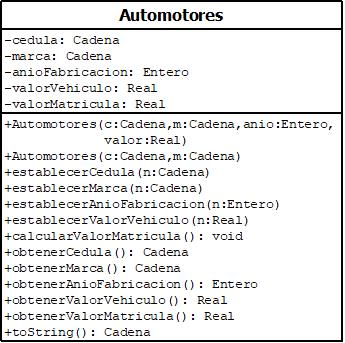 Automotores
-cedula: Cadena
-marca: Cadena
-anioFabricacion: Entero
-valorVehiculo: Real
-valorMatricula: Real
+Automotores(c:Cadena,m:Cadena,anio:Entero,
valor:Real)
+Automotores(c:Cadena,m:Cadena)
+establecerCedula(n:Cadena)
+establecerMarca(n:Cadena)
+establecerAnioFabricacion(n:Entero)
+establecerValorVehiculo(n:Real)
+calcularValorMatricula(): void
+obtenerCedula(): Cadena
+obtenerMarca(): Cadena
+obtenerAnioFabricacion(): Entero
+obtenerValorVehiculo(): Real
+obtenerValorMatricula(): Real
+toString(): Cadena